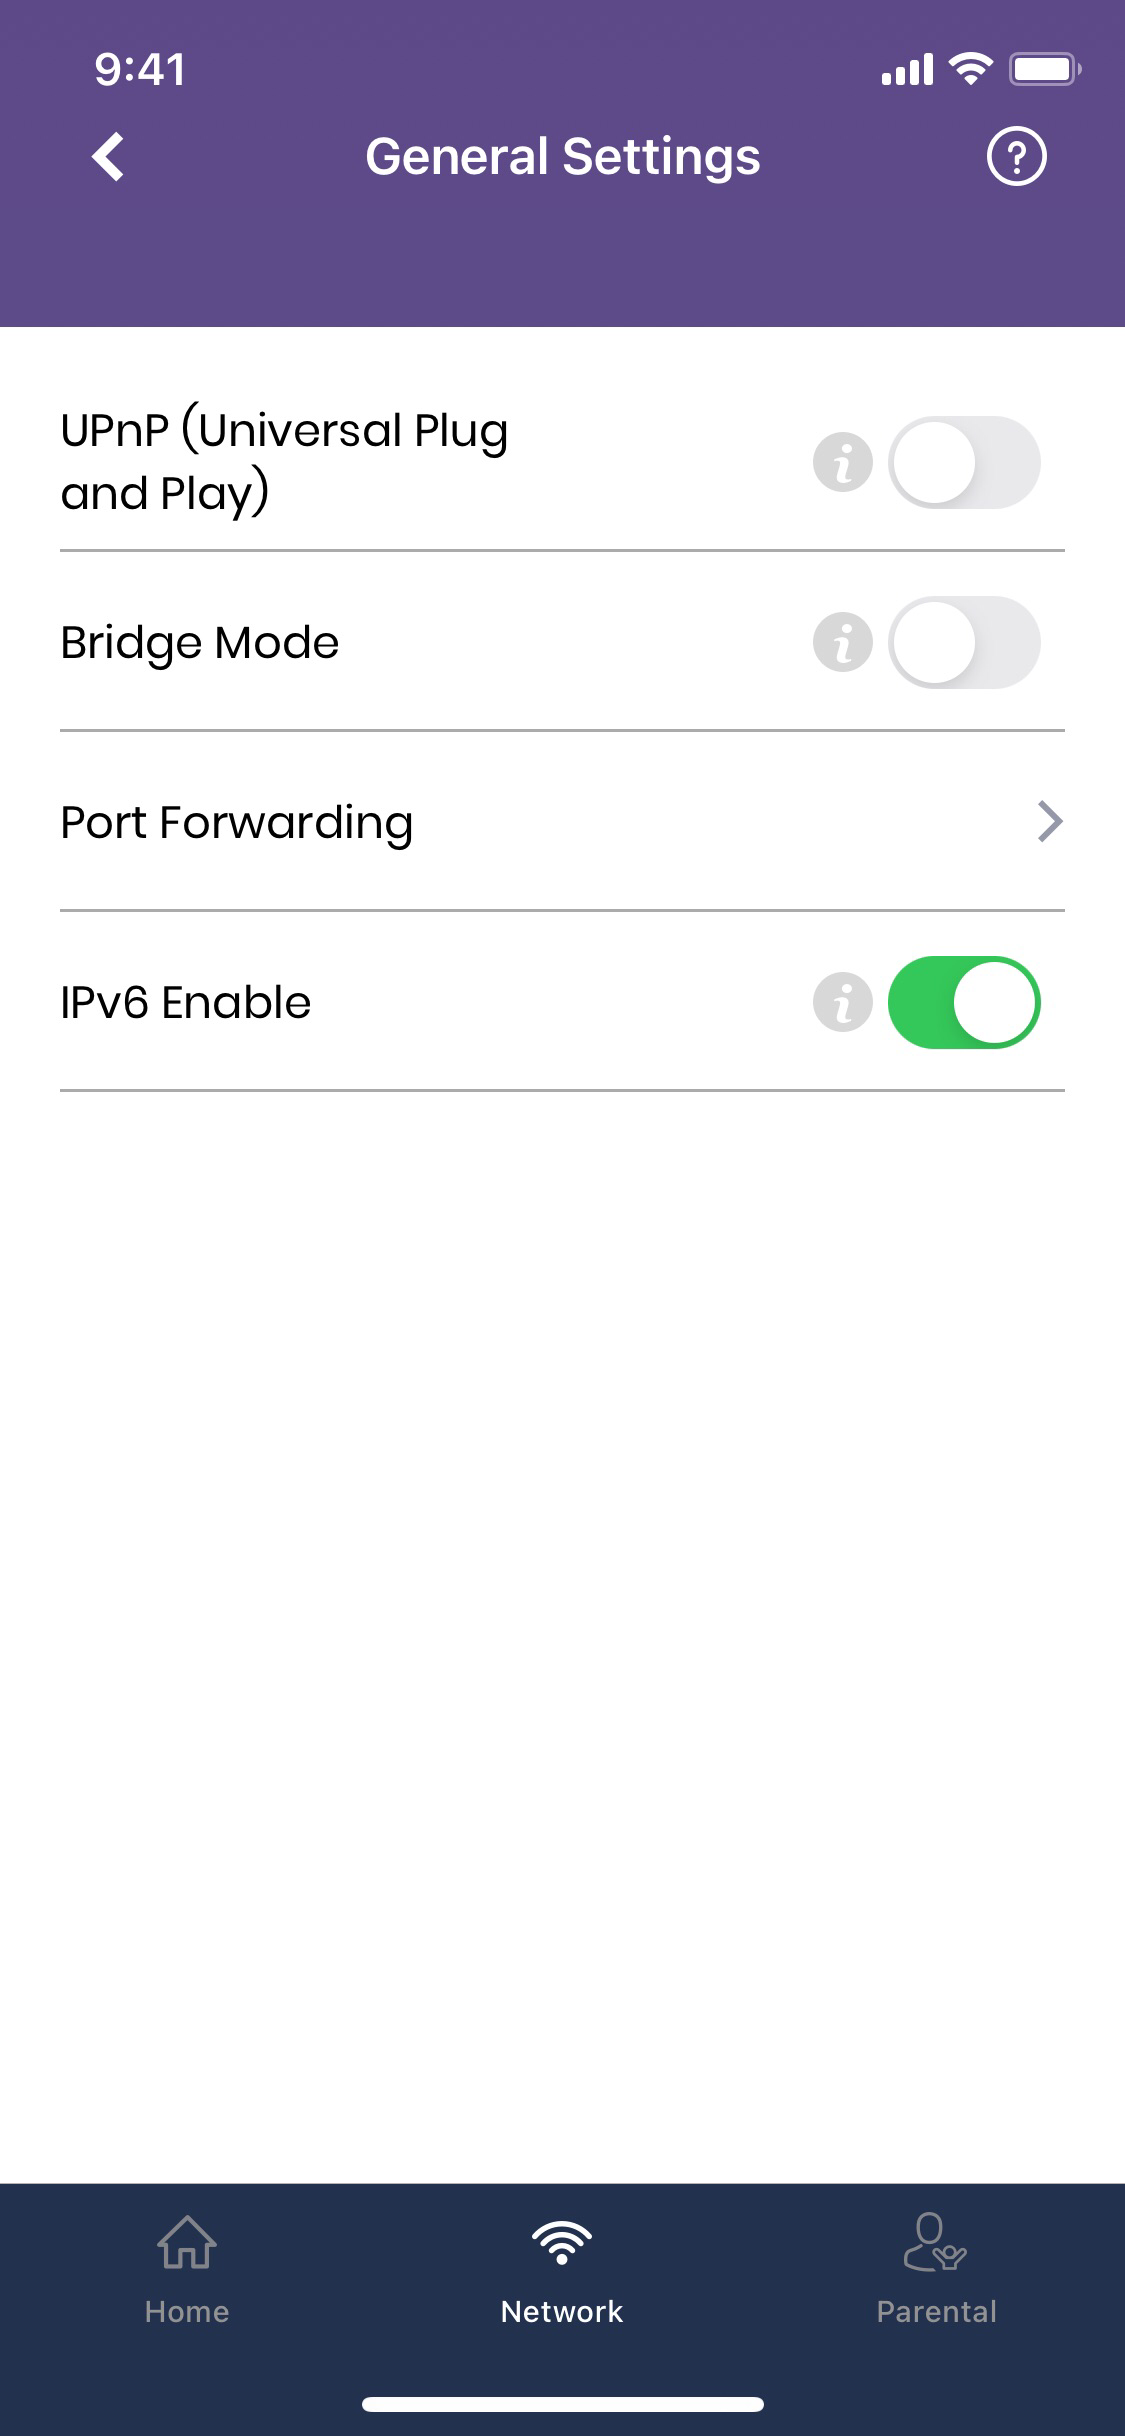 9:41
General Settings
UPnP (Universal Plug
and Play)
Bridge Mode
Port Forwarding
IPv6 Enable
Home
Network
Parental